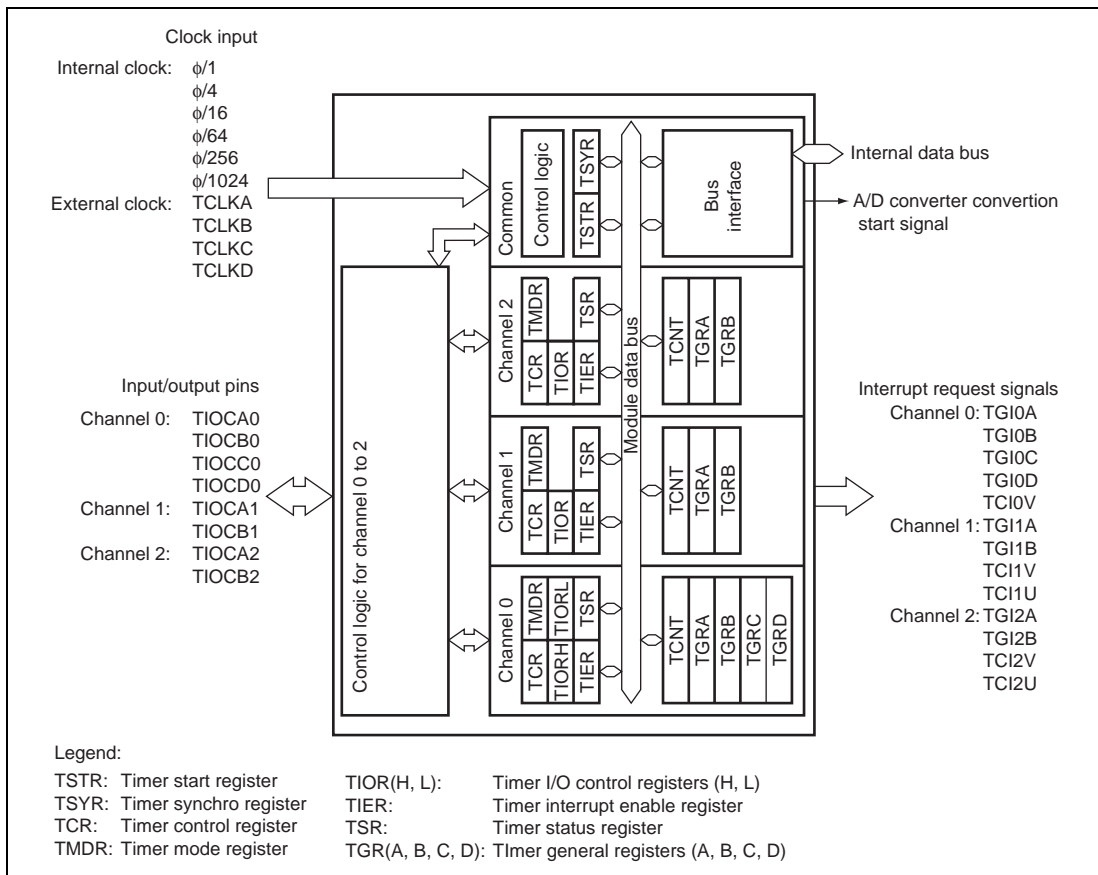 Clock input
Internal clock: ϕ/1
ϕ/4
ϕ/16
ϕ/64
ϕ/256
ϕ/1024
External clock: TCLKA
TCLKB
TCLKC
TCLKD
Input/output pins
Channel 0: TIOCA0
TIOCB0
TIOCC0
TIOCD0
Channel 1: TIOCA1
TIOCB1
Channel 2: TIOCA2
TIOCB2
Control logic for channel 0 to 2
Common
Control logic
TSTR TSYR
Module data bus
Bus
interface
Channel 2
TCR TMDR
TIOR
TIER TSR
TCNT
TGRA
TGRB
Channel 1
TCR TMDR
TIOR
TIER TSR
TCNT
TGRA
TGRB
Channel 0
TCR TMDR
TIORH TIORL
TIER TSR
TCNT
TGRA
TGRB
TGRC
TGRD
Internal data bus
A/D converter convertion
start signal
Interrupt request signals
Channel 0: TGI0A
TGI0B
TGI0C
TGI0D
TCI0V
Channel 1: TGI1A
TGI1B
TCI1V
TCI1U
Channel 2: TGI2A
TGI2B
TCI2V
TCI2U
Legend:
TSTR: Timer start register
TSYR: Timer synchro register
TCR: Timer control register
TMDR: Timer mode register
TIOR(H, L): Timer I/O control registers (H, L)
TIER: Timer interrupt enable register
TSR: Timer status register
TGR(A, B, C, D): TImer general registers (A, B, C, D)